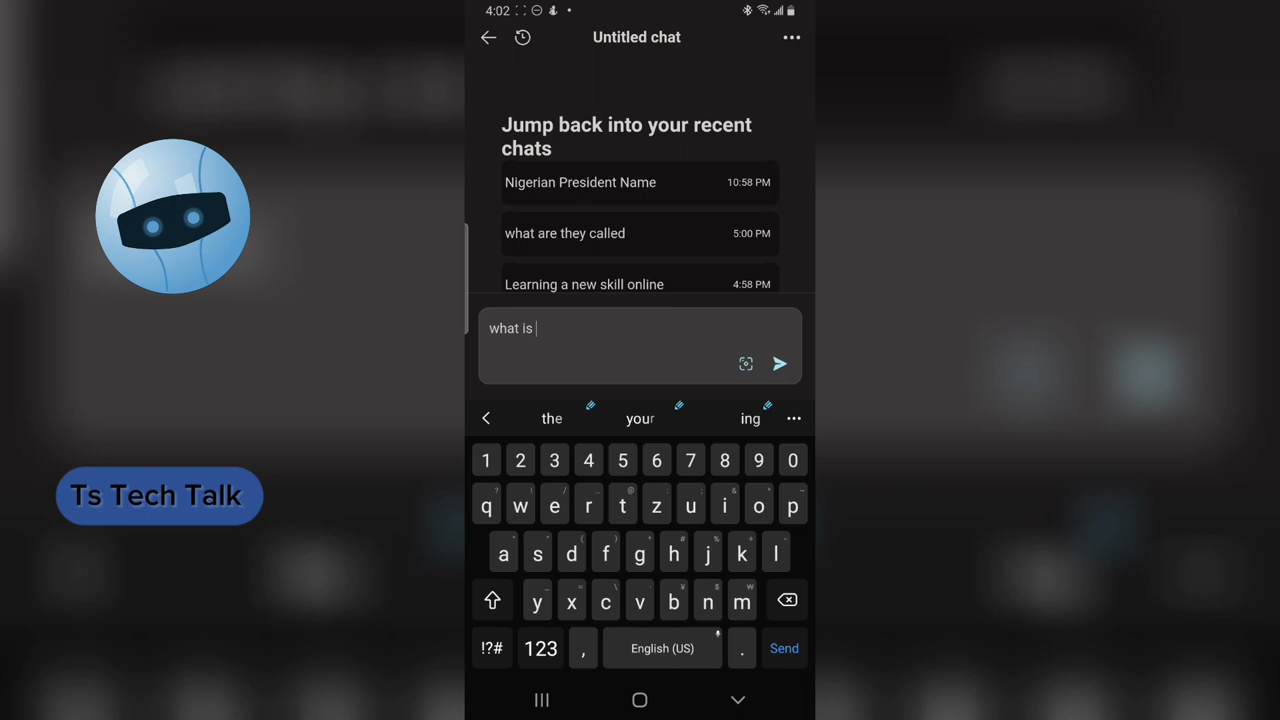 4:02
Untitled chat
Jump back into your recent
chats
Nigerian President Name 10:58 PM
what are they called 5:00 PM
Learning a new skill online 4:58 PM
what is
the your ing
1 2 3 4 5 6 7 8 9 0
q w e r t z u i o p
a s d f g h j k l
y x c v b n m
!?# 123 , English (US) . Send
Ts Tech Talk